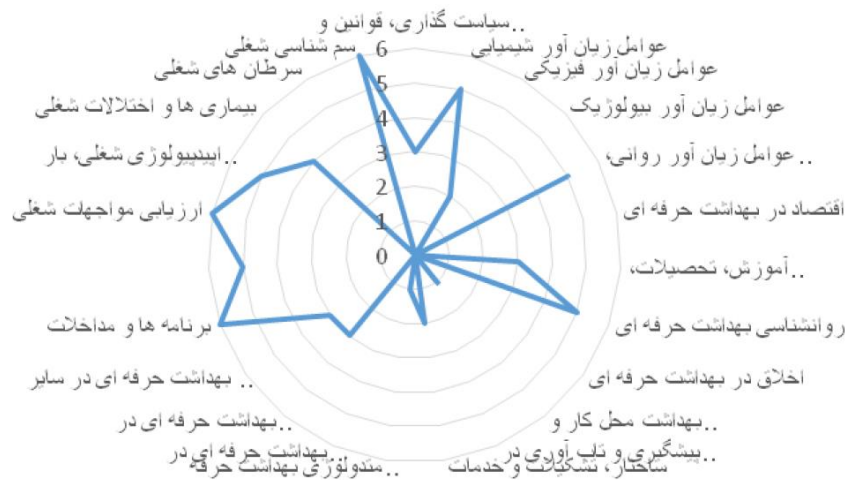 سیاست گذاری، قوانین و..
عوامل زیان آور شیمیایی
عوامل زیان آور فیزیکی
عوامل زیان آور بیولوژیک
عوامل زیان آور روانی،..
اقتصاد در بهداشت حرفه ای
آموزش، تحصیلات،..
روانشناسی بهداشت حرفه ای
اخلاق در بهداشت حرفه ای
بهداشت محل کار و..
پیشگیری و تاب آوری در..
ساختار، تشکیلات و خدمات
متدولوژی بهداشت حرفه..
بهداشت حرفه ای در..
بهداشت حرفه ای در..
بهداشت حرفه ای در سایر..
برنامه ها و مداخلات
ارزیابی مواجهات شغلی
اپیدمیولوژی شغلی، بار..
بیماری ها و اختلالات شغلی
سرطان های شغلی
سم شناسی شغلی
6
5
4
3
2
1
0